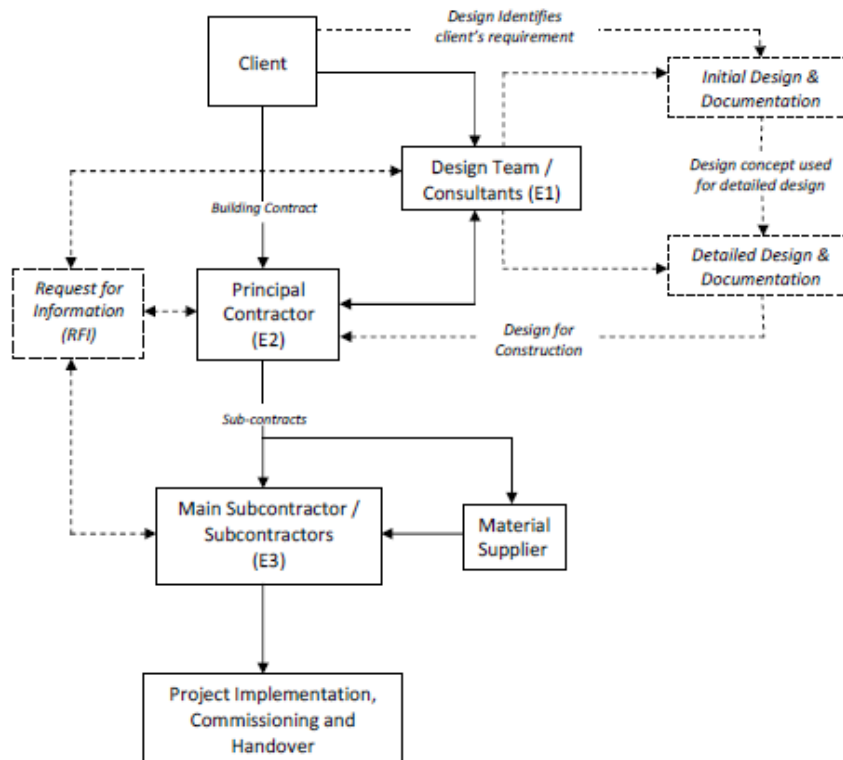 Design Identifies
client's requirement
Client
Initial Design &
Documentation
Design Team /
Consultants (E1)
Design concept used
for detailed design
Building Contract
Detailed Design &
Documentation
Request for
Information
(RFI)
Principal
Contractor
(E2)
Design for
Construction
Sub-contracts
Main Subcontractor /
Subcontractors
(E3)
Material
Supplier
Project Implementation,
Commissioning and
Handover